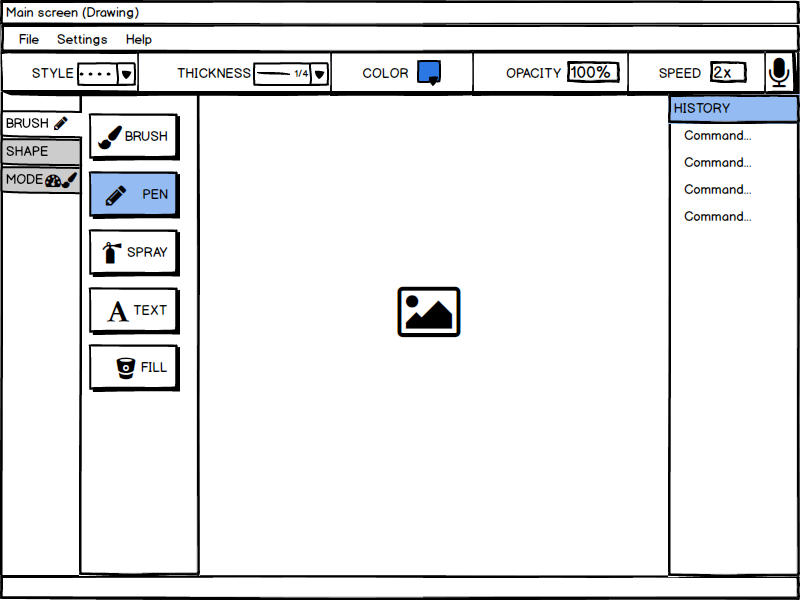 Main screen (Drawing)
File Settings Help
STYLE THICKNESS 1/4 COLOR OPACITY 100% SPEED 2x
BRUSH
SHAPE
MODE
BRUSH
PEN
SPRAY
A TEXT
FILL
HISTORY
Command...
Command...
Command...
Command...